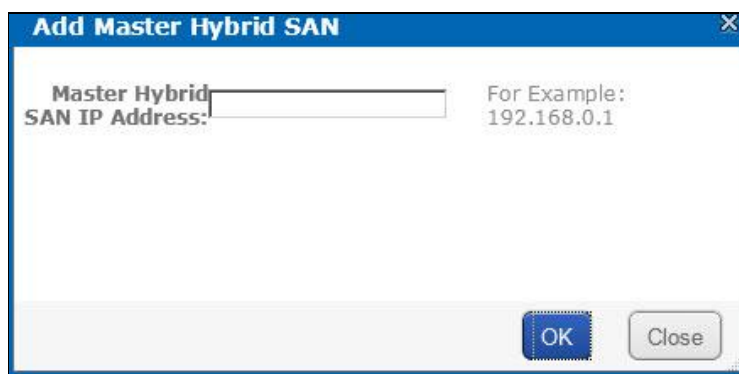 Add Master Hybrid SAN
Master Hybrid
SAN IP Address:
For Example:
192.168.0.1
OK
Close